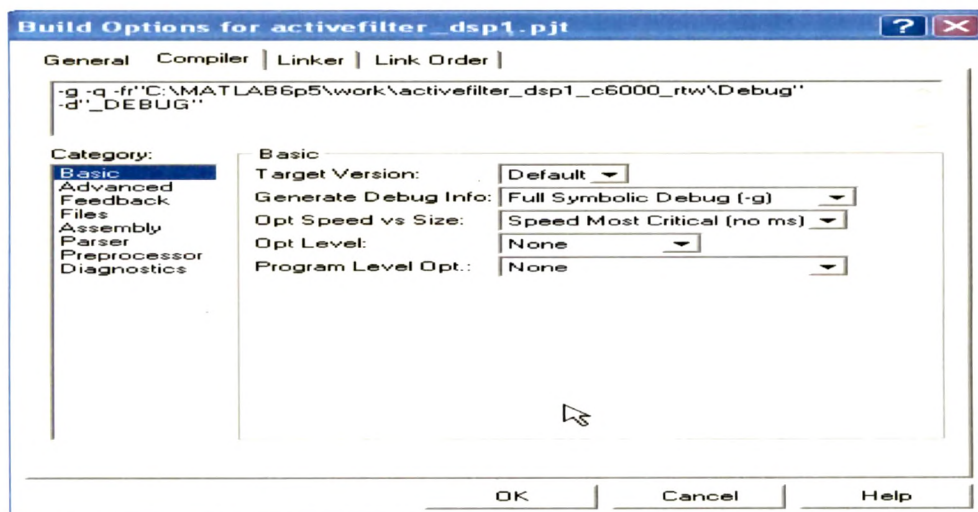 Build Options for activefilter_dsp1.pjt
General Compiler Linker Link Order
-g -q -fr"C:\MATLAB6p5\work\activefilter_dsp1_c6000_rtw\Debug"
-d"_DEBUG"
Category:
Basic
Advanced
Feedback
Files
Assembly
Parser
Preprocessor
Diagnostics
Basic
Target Version: Default
Generate Debug Info: Full Symbolic Debug (-g)
Opt Speed vs Size: Speed Most Critical (no ms)
Opt Level: None
Program Level Opt.: None
OK Cancel Help